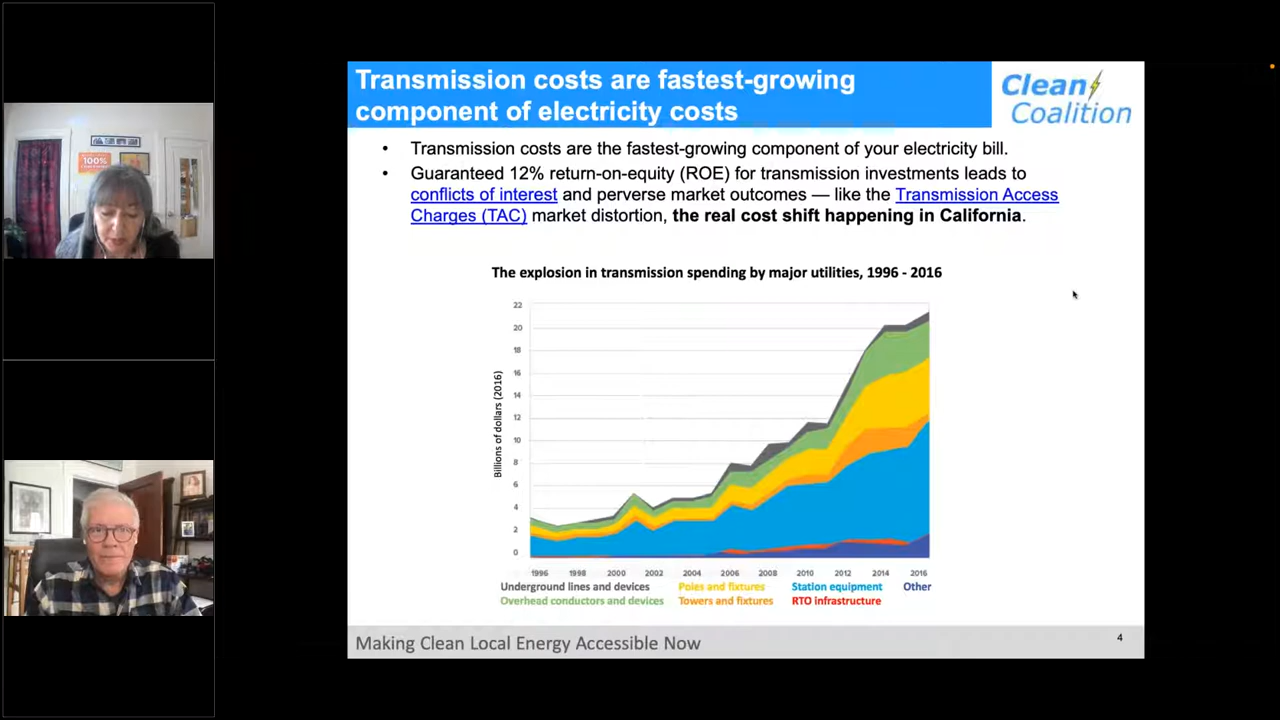 Transmission costs are fastest-growing
component of electricity costs
Clean
Coalition
• Transmission costs are the fastest-growing component of your electricity bill.
• Guaranteed 12% return-on-equity (ROE) for transmission investments leads to
conflicts of interest and perverse market outcomes — like the Transmission Access
Charges (TAC) market distortion, the real cost shift happening in California.
The explosion in transmission spending by major utilities, 1996 - 2016
Billions of dollars (2016)
22
20
18
16
14
12
10
8
6
4
2
0
1996 1998 2000 2002 2004 2006 2008 2010 2012 2014 2016
Underground lines and devices Poles and fixtures Station equipment Other
Overhead conductors and devices Towers and fixtures RTO infrastructure
Making Clean Local Energy Accessible Now
4
100%